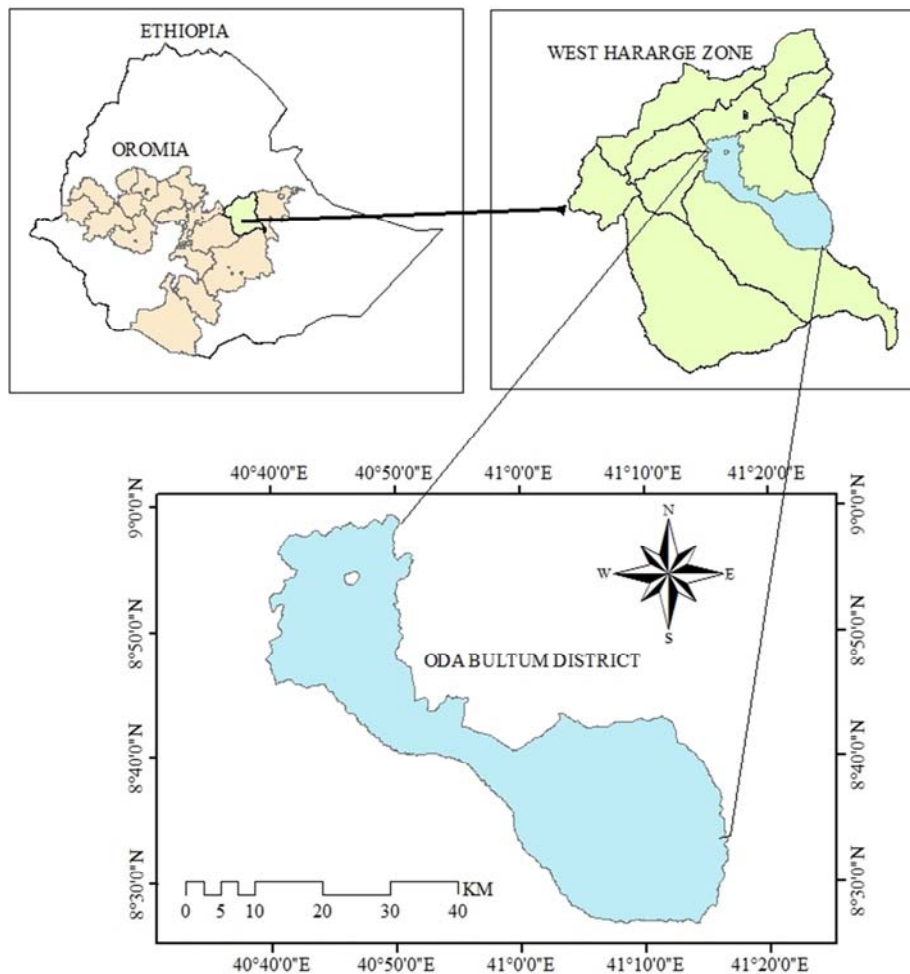 ETHIOPIA
OROMIA
WEST HARARGE ZONE
40°40'0"E 40°50'0"E 41°0'0"E 41°10'0"E 41°20'0"E
9°0'0"N 9°0'0"N
N
W E
S
8°50'0"N 8°50'0"N
ODA BULTUM DISTRICT
8°40'0"N 8°40'0"N
8°30'0"N 8°30'0"N
KM
0 5 10 20 30 40
40°40'0"E 40°50'0"E 41°0'0"E 41°10'0"E 41°20'0"E